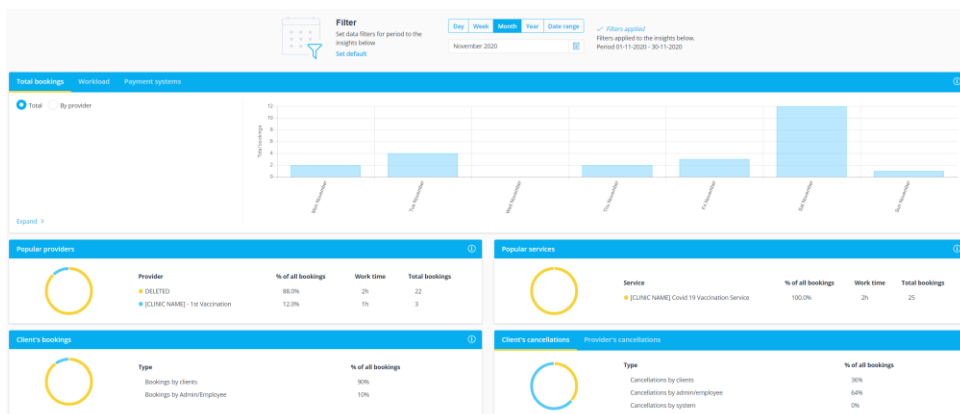 Filter
Set data filters for period to the
insights below
Set default
Day Week Month Year Date range
November 2020
Filters applied
Filters applied to the insights below.
Period 01-11-2020 - 30-11-2020
Total bookings Workload Payment systems
Total By provider
Expand >
Total bookings
12
10
8
6
4
2
0
Mon November
Tue November
Wed November
Thu November
Fri November
Sat November
Sun November
Popular providers
Provider % of all bookings Work time Total bookings
DELETED 88.0% 2h 22
[CLINIC NAME] - 1st Vaccination 12.0% 1h 3
Popular services
Service % of all bookings Work time Total bookings
[CLINIC NAME] Covid 19 Vaccination Service 100.0% 2h 25
Client's bookings
Type % of all bookings
Bookings by clients 90%
Bookings by Admin/Employee 10%
Client's cancellations Provider's cancellations
Type % of all bookings
Cancellations by clients 36%
Cancellations by admin/employee 64%
Cancellations by system 0%